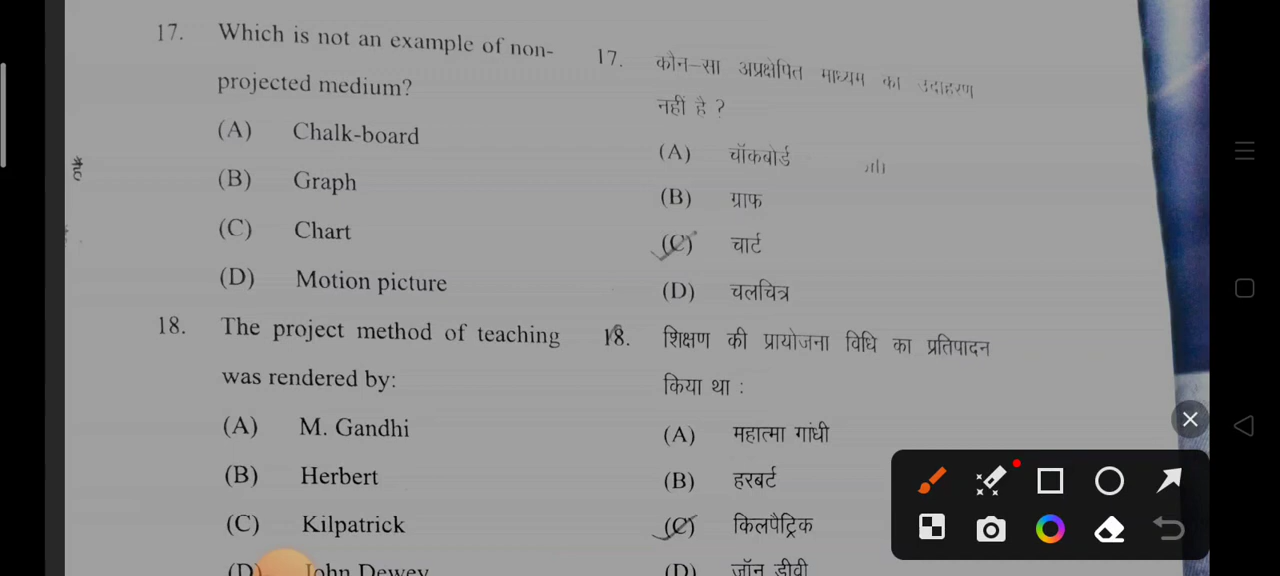 17. Which is not an example of non-
projected medium?
(A) Chalk-board
(B) Graph
(C) Chart
(D) Motion picture
18. The project method of teaching
was rendered by:
(A) M. Gandhi
(B) Herbert
(C) Kilpatrick
(D) John Dewey
है
17. कौन-सा अप्रक्षेपित माध्यम का उदाहरण
नहीं है ?
(A) चॉकबोर्ड
(B) ग्राफ
(C) चार्ट
(D) चलचित्र
18. शिक्षण की प्रायोजना विधि का प्रतिपादन
किया था :
(A) महात्मा गांधी
(B) हरबर्ट
(C) किलपैट्रिक
(D) जॉन डीवी